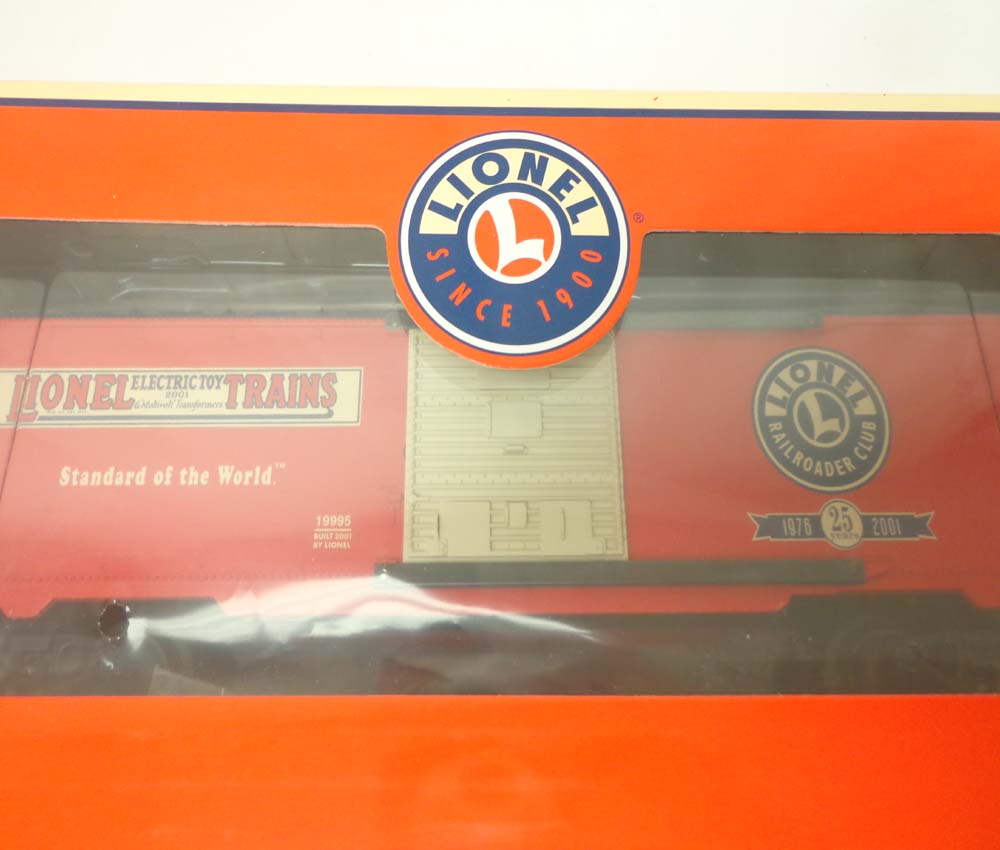 LIONEL
L
SINCE 1900
®
LIONEL ELECTRIC TOY TRAINS
2001
& Multivolt Transformers
Standard of the World.™
19995
BUILT 2001
BY LIONEL
LIONEL
L
RAILROADER CLUB
1976 25 2001
years